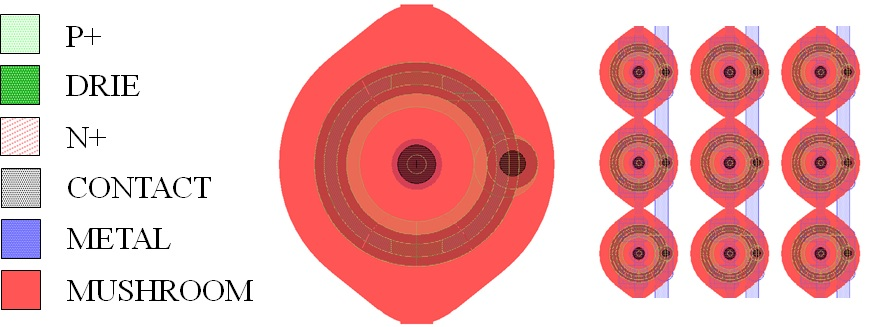 P+
DRIE
N+
CONTACT
METAL
MUSHROOM